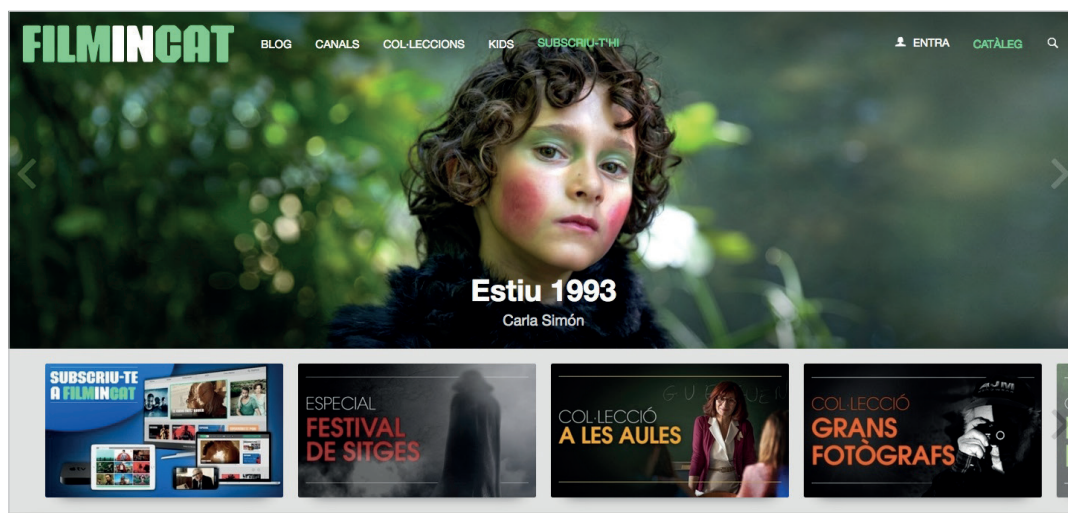 FILMINCAT
BLOG CANALS COL·LECCIONS KIDS SUBSCRIU-T'HI ENTRA CATÀLEG
Estiu 1993
Carla Simón
SUBSCRIU-TE
A FILMINCAT
ESPECIAL
FESTIVAL
DE SITGES
COL·LECCIÓ
A LES AULES
COL·LECCIÓ
GRANS
FOTÒGRAFS